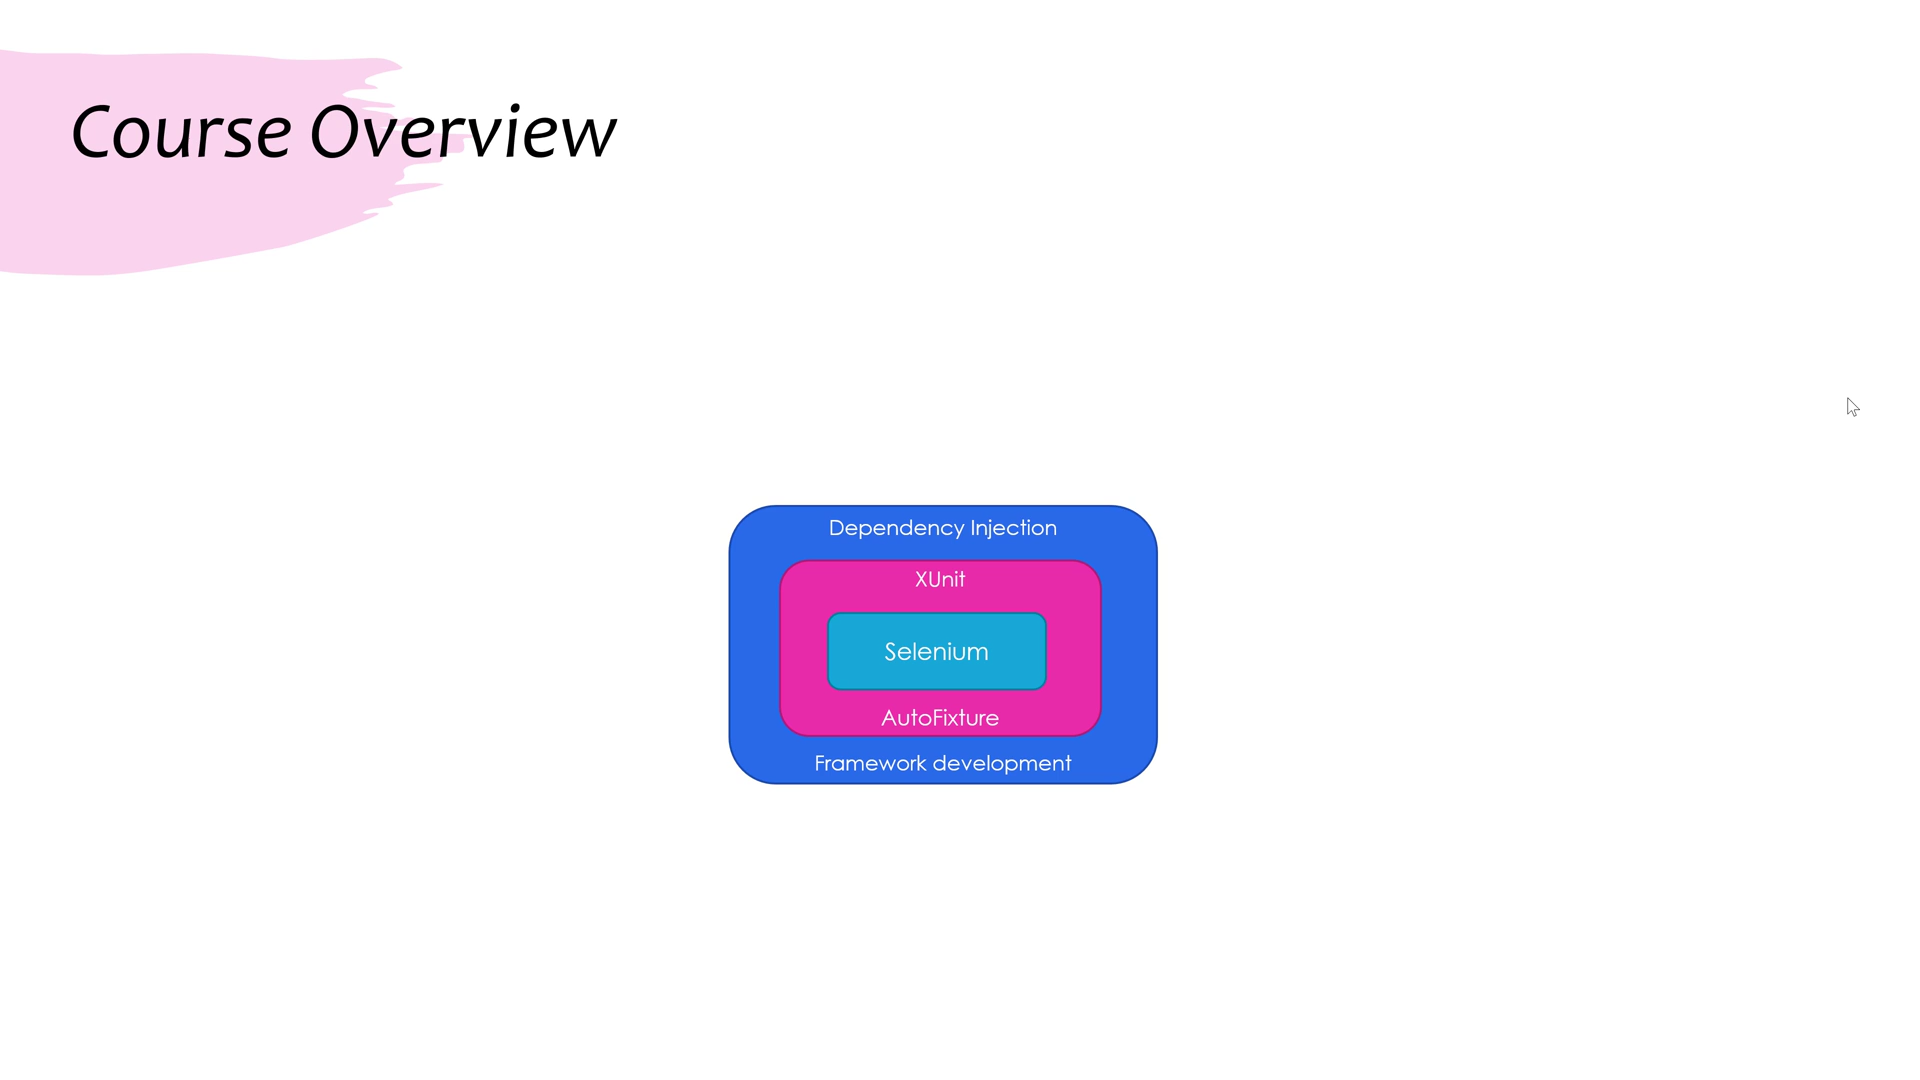 Course Overview
Dependency Injection
XUnit
Selenium
AutoFixture
Framework development